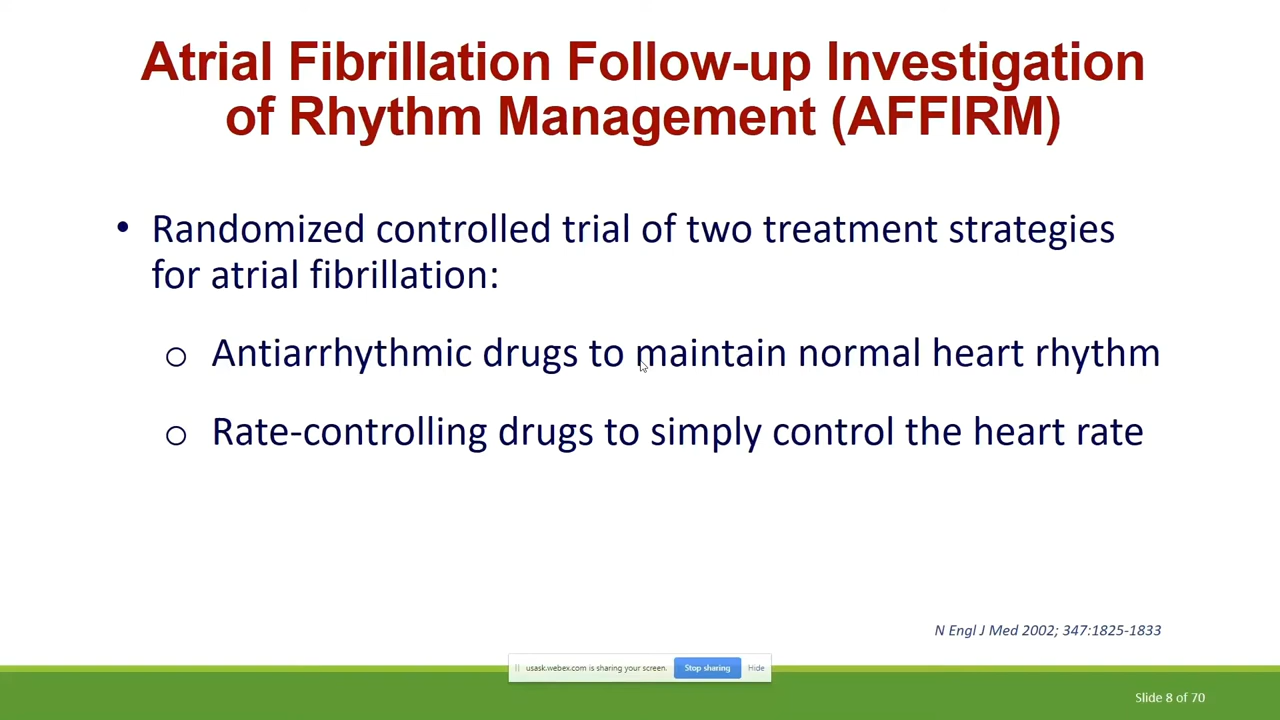 Atrial Fibrillation Follow-up Investigation
of Rhythm Management (AFFIRM)
• Randomized controlled trial of two treatment strategies
for atrial fibrillation:
o Antiarrhythmic drugs to maintain normal heart rhythm
o Rate-controlling drugs to simply control the heart rate
N Engl J Med 2002; 347:1825-1833
usask.webex.com is sharing your screen. Stop sharing Hide
Slide 8 of 70